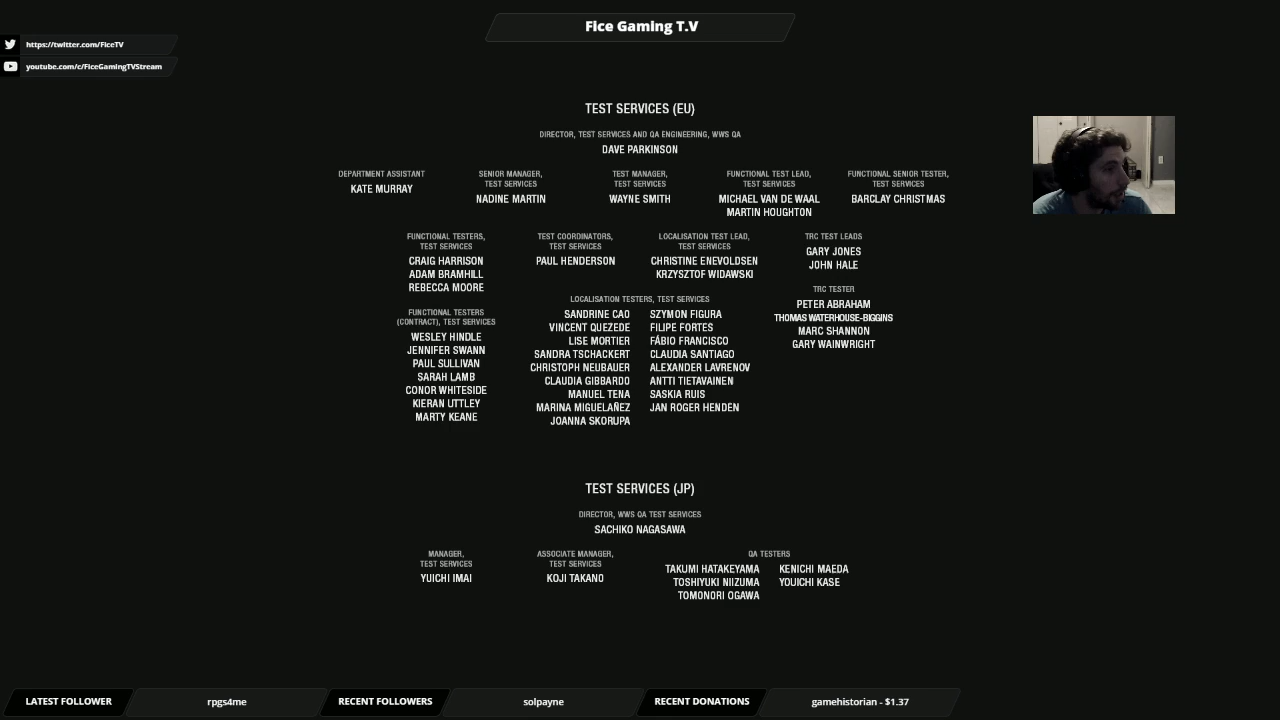 Fice Gaming T.V
https://twitter.com/FiceTV
youtube.com/c/FiceGamingTVStream
TEST SERVICES (EU)
DIRECTOR, TEST SERVICES AND QA ENGINEERING, WWS QA
DAVE PARKINSON
DEPARTMENT ASSISTANT
KATE MURRAY
SENIOR MANAGER,
TEST SERVICES
NADINE MARTIN
TEST MANAGER,
TEST SERVICES
WAYNE SMITH
FUNCTIONAL TEST LEAD,
TEST SERVICES
MICHAEL VAN DE WAAL
MARTIN HOUGHTON
FUNCTIONAL SENIOR TESTER,
TEST SERVICES
BARCLAY CHRISTMAS
FUNCTIONAL TESTERS,
TEST SERVICES
CRAIG HARRISON
ADAM BRAMHILL
REBECCA MOORE
FUNCTIONAL TESTERS
(CONTRACT), TEST SERVICES
WESLEY HINDLE
JENNIFER SWANN
PAUL SULLIVAN
SARAH LAMB
CONOR WHITESIDE
KIERAN UTTLEY
MARTY KEANE
TEST COORDINATORS,
TEST SERVICES
PAUL HENDERSON
LOCALISATION TEST LEAD,
TEST SERVICES
CHRISTINE ENEVOLDSEN
KRZYSZTOF WIDAWSKI
LOCALISATION TESTERS, TEST SERVICES
SANDRINE CAO
VINCENT QUEZEDE
LISE MORTIER
SANDRA TSCHACKERT
CHRISTOPH NEUBAUER
CLAUDIA GIBBARDO
MANUEL TENA
MARINA MIGUELAÑEZ
JOANNA SKORUPA
SZYMON FIGURA
FILIPE FORTES
FÁBIO FRANCISCO
CLAUDIA SANTIAGO
ALEXANDER LAVRENOV
ANTTI TIETAVAINEN
SASKIA RUIS
JAN ROGER HENDEN
TRC TEST LEADS
GARY JONES
JOHN HALE
TRC TESTER
PETER ABRAHAM
THOMAS WATERHOUSE-BIGGINS
MARC SHANNON
GARY WAINWRIGHT
TEST SERVICES (JP)
DIRECTOR, WWS QA TEST SERVICES
SACHIKO NAGASAWA
MANAGER,
TEST SERVICES
YUICHI IMAI
ASSOCIATE MANAGER,
TEST SERVICES
KOJI TAKANO
QA TESTERS
TAKUMI HATAKEYAMA
TOSHIYUKI NIIZUMA
TOMONORI OGAWA
KENICHI MAEDA
YOUICHI KASE
LATEST FOLLOWER
rpgs4me
RECENT FOLLOWERS
solpayne
RECENT DONATIONS
gamehistorian - $1.37